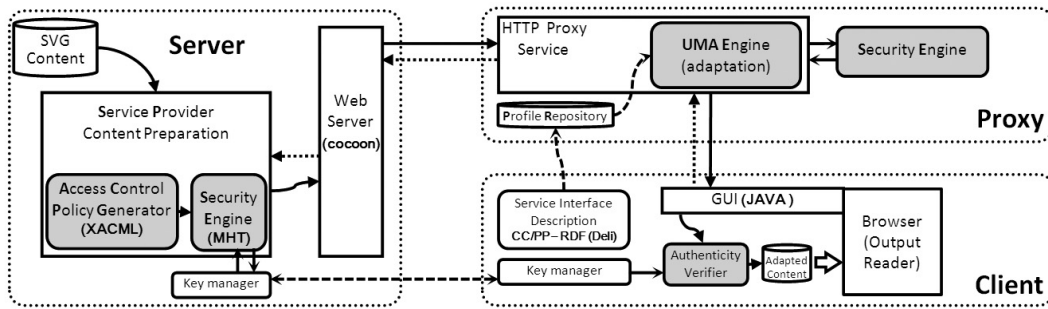 SVG
Content
Server
Service Provider
Content Preparation
Access Control
Policy Generator
(XACML)
Security
Engine
(MHT)
Key manager
Web
Server
(cocoon)
HTTP Proxy
Service
UMA Engine
(adaptation)
Security Engine
Profile Repository
Proxy
Service Interface
Description
CC/PP – RDF (Deli)
Key manager
GUI (JAVA )
Authenticity
Verifier
Adapted
Content
Browser
(Output
Reader)
Client